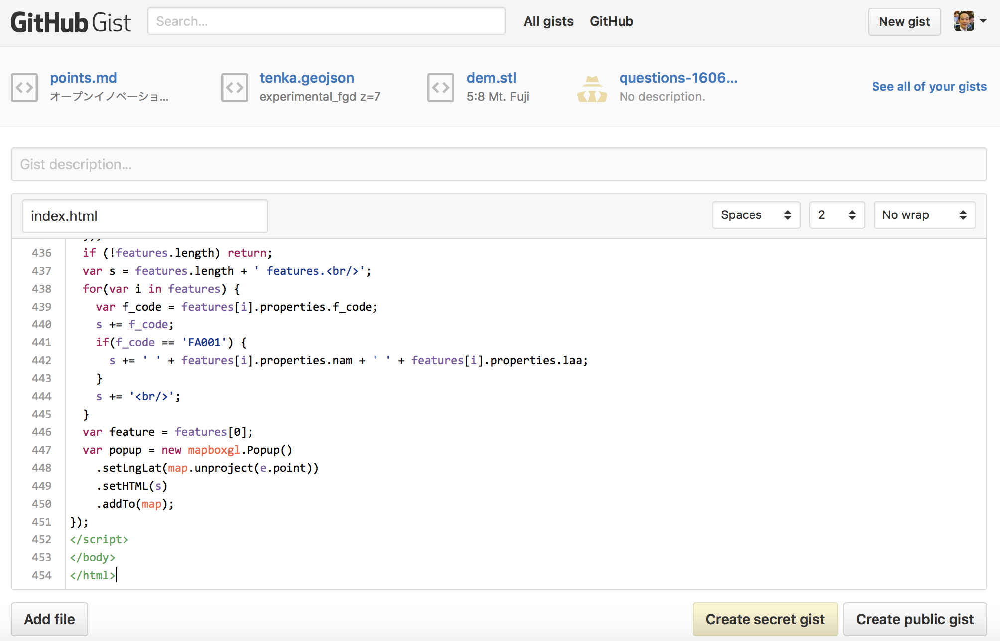 GitHub Gist Search... All gists GitHub New gist
points.md
オープンイノベーショ...
tenka.geojson
experimental_fgd z=7
dem.stl
5:8 Mt. Fuji
questions-1606...
No description.
See all of your gists
Gist description...
index.html Spaces 2 No wrap
436 if (!features.length) return;
437 var s = features.length + ' features.<br/>';
438 for(var i in features) {
439 var f_code = features[i].properties.f_code;
440 s += f_code;
441 if(f_code == 'FA001') {
442 s += ' ' + features[i].properties.nam + ' ' + features[i].properties.laa;
443 }
444 s += '<br/>';
445 }
446 var feature = features[0];
447 var popup = new mapboxgl.Popup()
448 .setLngLat(map.unproject(e.point))
449 .setHTML(s)
450 .addTo(map);
451 });
452 </script>
453 </body>
454 </html>
Add file Create secret gist Create public gist